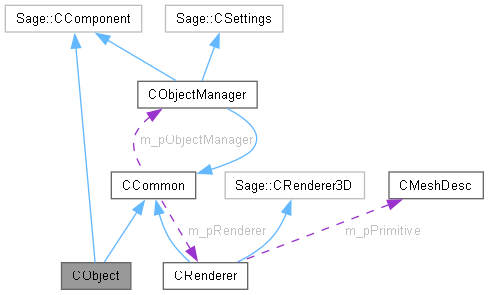 Sage::CComponent
Sage::CSettings
CObjectManager
m_pObjectManager
CCommon
Sage::CRenderer3D
CMeshDesc
m_pRenderer
m_pPrimitive
CObject
CRenderer